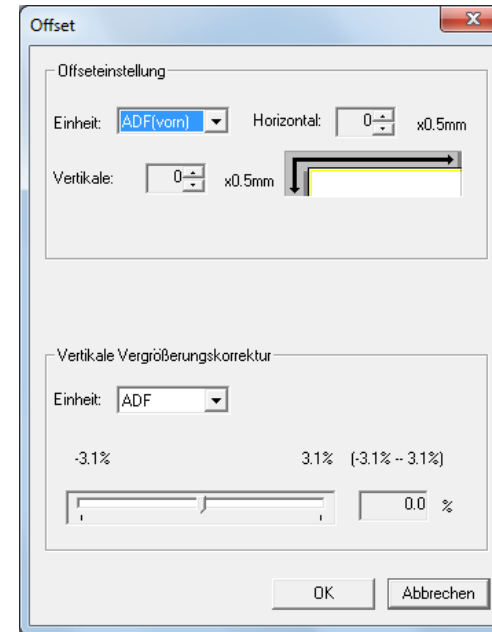 Offset
Offseteinstellung
Einheit: ADF(vorn) Horizontal: 0 x0.5mm
Vertikale: 0 x0.5mm
Vertikale Vergrößerungskorrektur
Einheit: ADF
-3.1% 3.1% (-3.1% -- 3.1%)
0.0 %
OK Abbrechen